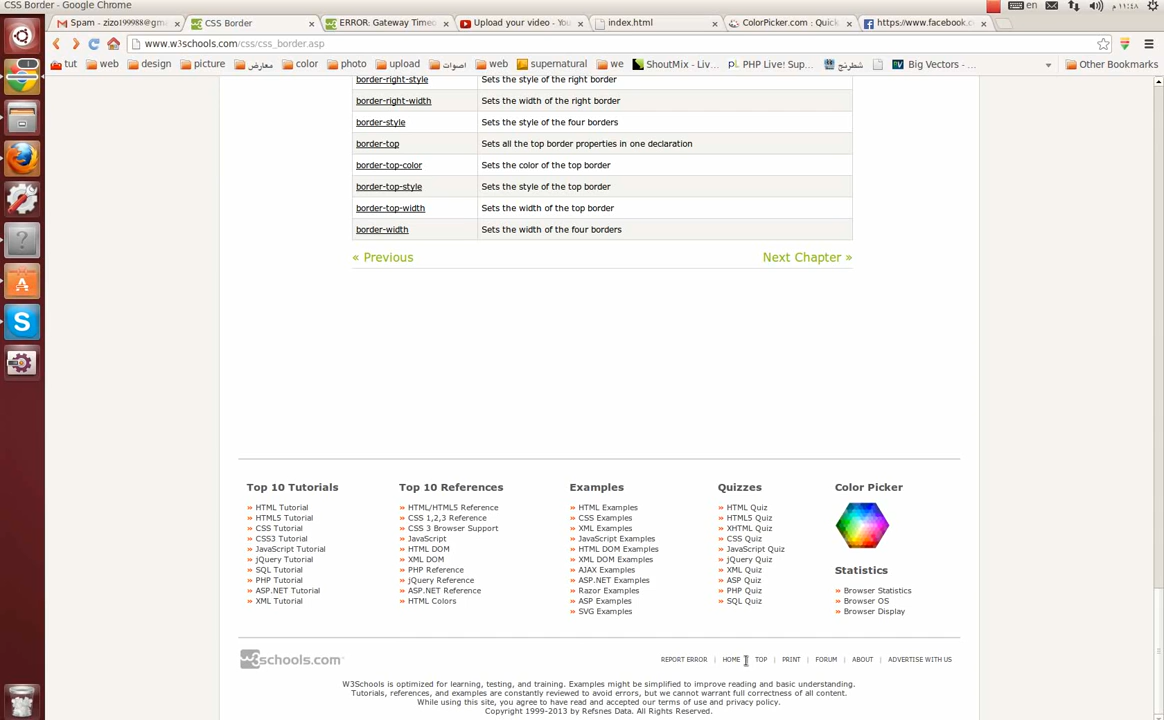 CSS Border - Google Chrome
en
١١:٤٨ م
Spam - zizo199988@gma
CSS Border
ERROR: Gateway Timeo
Upload your video - You
index.html
ColorPicker.com : Quick
https://www.facebook.c
www.w3schools.com/css/css_border.asp
tut
web
design
picture
معارض
color
photo
upload
اصوات
web
supernatural
we
ShoutMix - Liv...
PHP Live! Sup...
شطرنج
Big Vectors - ...
Other Bookmarks
border-right-style Sets the style of the right border
border-right-width Sets the width of the right border
border-style Sets the style of the four borders
border-top Sets all the top border properties in one declaration
border-top-color Sets the color of the top border
border-top-style Sets the style of the top border
border-top-width Sets the width of the top border
border-width Sets the width of the four borders
« Previous
Next Chapter »
Top 10 Tutorials
» HTML Tutorial
» HTML5 Tutorial
» CSS Tutorial
» CSS3 Tutorial
» JavaScript Tutorial
» jQuery Tutorial
» SQL Tutorial
» PHP Tutorial
» ASP.NET Tutorial
» XML Tutorial
Top 10 References
» HTML/HTML5 Reference
» CSS 1,2,3 Reference
» CSS 3 Browser Support
» JavaScript
» HTML DOM
» XML DOM
» PHP Reference
» jQuery Reference
» ASP.NET Reference
» HTML Colors
Examples
» HTML Examples
» CSS Examples
» XML Examples
» JavaScript Examples
» HTML DOM Examples
» XML DOM Examples
» AJAX Examples
» ASP.NET Examples
» Razor Examples
» ASP Examples
» SVG Examples
Quizzes
» HTML Quiz
» HTML5 Quiz
» XHTML Quiz
» CSS Quiz
» JavaScript Quiz
» jQuery Quiz
» XML Quiz
» ASP Quiz
» PHP Quiz
» SQL Quiz
Color Picker
Statistics
» Browser Statistics
» Browser OS
» Browser Display
w3schools.com
REPORT ERROR | HOME | TOP | PRINT | FORUM | ABOUT | ADVERTISE WITH US
W3Schools is optimized for learning, testing, and training. Examples might be simplified to improve reading and basic understanding.
Tutorials, references, and examples are constantly reviewed to avoid errors, but we cannot warrant full correctness of all content.
While using this site, you agree to have read and accepted our terms of use and privacy policy.
Copyright 1999-2013 by Refsnes Data. All Rights Reserved.